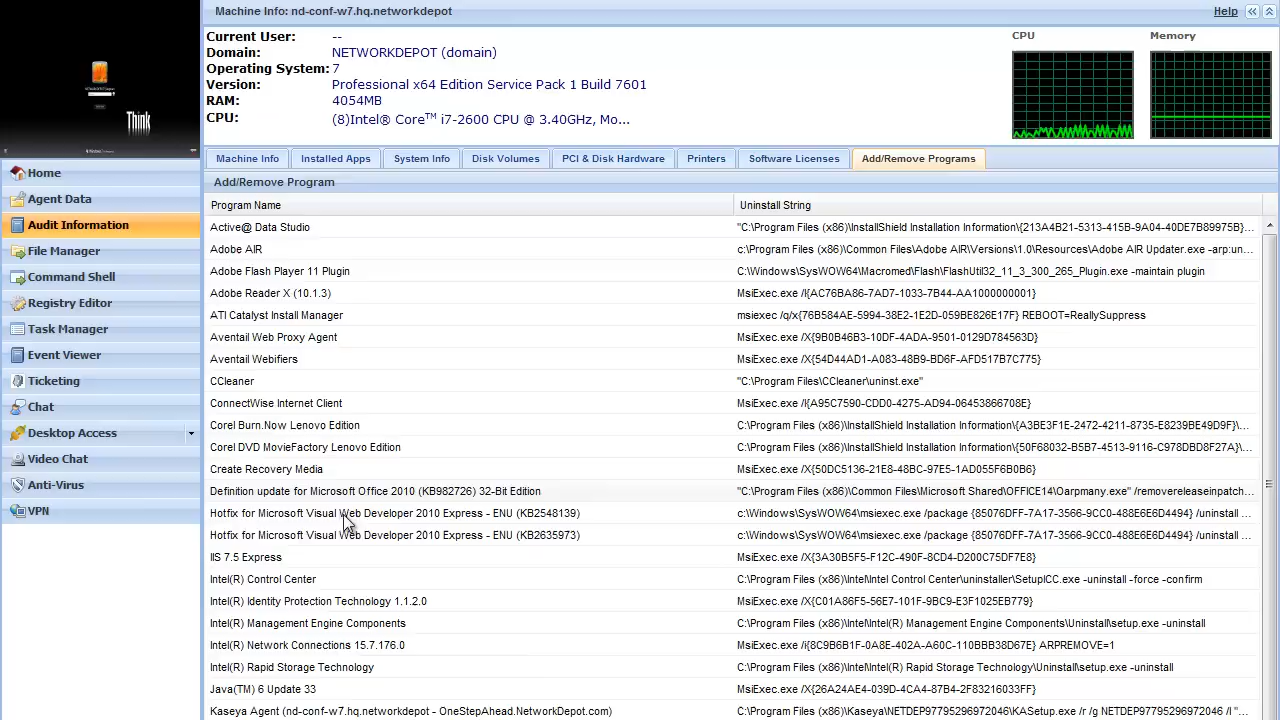 Machine Info: nd-conf-w7.hq.networkdepot
Help
Current User: --
Domain: NETWORKDEPOT (domain)
Operating System: 7
Version: Professional x64 Edition Service Pack 1 Build 7601
RAM: 4054MB
CPU: (8)Intel® Core™ i7-2600 CPU @ 3.40GHz, Mo...
CPU
Memory
Think
Home
Agent Data
Audit Information
File Manager
Command Shell
Registry Editor
Task Manager
Event Viewer
Ticketing
Chat
Desktop Access
Video Chat
Anti-Virus
VPN
Machine Info Installed Apps System Info Disk Volumes PCI & Disk Hardware Printers Software Licenses Add/Remove Programs
Add/Remove Program
Program Name Uninstall String
Active@ Data Studio "C:\Program Files (x86)\InstallShield Installation Information\{213A4B21-5313-415B-9A04-40DE7B89975B}...
Adobe AIR c:\Program Files (x86)\Common Files\Adobe AIR\Versions\1.0\Resources\Adobe AIR Updater.exe -arp:un...
Adobe Flash Player 11 Plugin C:\Windows\SysWOW64\Macromed\Flash\FlashUtil32_11_3_300_265_Plugin.exe -maintain plugin
Adobe Reader X (10.1.3) MsiExec.exe /I{AC76BA86-7AD7-1033-7B44-AA1000000001}
ATI Catalyst Install Manager msiexec /q/x{76B584AE-5994-38E2-1E2D-059BE826E17F} REBOOT=ReallySuppress
Aventail Web Proxy Agent MsiExec.exe /X{9B0B46B3-10DF-4ADA-9501-0129D784563D}
Aventail Webifiers MsiExec.exe /X{54D44AD1-A083-48B9-BD6F-AFD517B7C775}
CCleaner "C:\Program Files\CCleaner\uninst.exe"
ConnectWise Internet Client MsiExec.exe /I{A95C7590-CDD0-4275-AD94-06453866708E}
Corel Burn.Now Lenovo Edition C:\Program Files (x86)\InstallShield Installation Information\{A3BE3F1E-2472-4211-8735-E8239BE49D9F}\...
Corel DVD MovieFactory Lenovo Edition C:\Program Files (x86)\InstallShield Installation Information\{50F68032-B5B7-4513-9116-C978DBD8F27A}\...
Create Recovery Media MsiExec.exe /X{50DC5136-21E8-48BC-97E5-1AD055F6B0B6}
Definition update for Microsoft Office 2010 (KB982726) 32-Bit Edition "C:\Program Files (x86)\Common Files\Microsoft Shared\OFFICE14\Oarpmany.exe" /removereleaseinpatch...
Hotfix for Microsoft Visual Web Developer 2010 Express - ENU (KB2548139) c:\Windows\SysWOW64\msiexec.exe /package {85076DFF-7A17-3566-9CC0-488E6E6D4494} /uninstall ...
Hotfix for Microsoft Visual Web Developer 2010 Express - ENU (KB2635973) c:\Windows\SysWOW64\msiexec.exe /package {85076DFF-7A17-3566-9CC0-488E6E6D4494} /uninstall ...
IIS 7.5 Express MsiExec.exe /X{3A30B5F5-F12C-490F-8CD4-D200C75DF7E8}
Intel(R) Control Center C:\Program Files (x86)\Intel\Intel Control Center\uninstaller\SetupICC.exe -uninstall -force -confirm
Intel(R) Identity Protection Technology 1.1.2.0 MsiExec.exe /X{C01A86F5-56E7-101F-9BC9-E3F1025EB779}
Intel(R) Management Engine Components C:\Program Files (x86)\Intel\Intel(R) Management Engine Components\Uninstall\setup.exe -uninstall
Intel(R) Network Connections 15.7.176.0 MsiExec.exe /i{8C9B6B1F-0A8E-402A-A60C-110BBB38D67E} ARPREMOVE=1
Intel(R) Rapid Storage Technology C:\Program Files (x86)\Intel\Intel(R) Rapid Storage Technology\Uninstall\setup.exe -uninstall
Java(TM) 6 Update 33 MsiExec.exe /X{26A24AE4-039D-4CA4-87B4-2F83216033FF}
Kaseya Agent (nd-conf-w7.hq.networkdepot - OneStepAhead.NetworkDepot.com) C:\Program Files (x86)\Kaseya\NETDEP97795296972046\KASetup.exe /r /g NETDEP97795296972046 /l "...